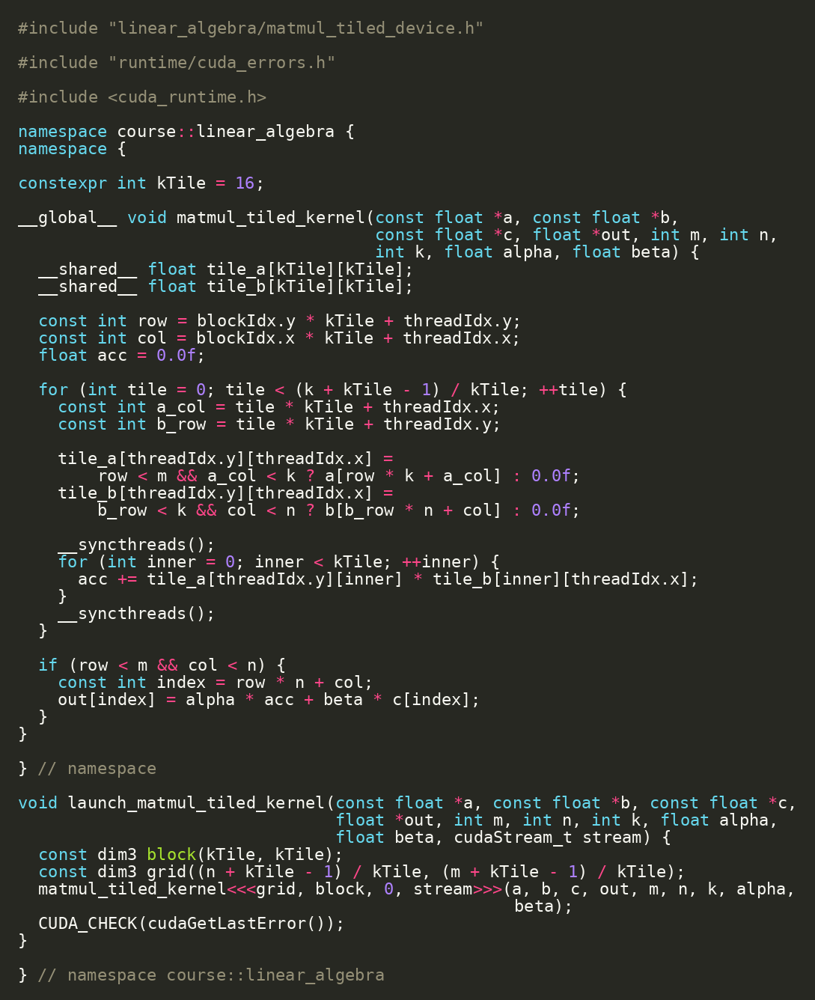 #include "linear_algebra/matmul_tiled_device.h"

#include "runtime/cuda_errors.h"

#include <cuda_runtime.h>

namespace course::linear_algebra {
namespace {

constexpr int kTile = 16;

__global__ void matmul_tiled_kernel(const float *a, const float *b,
                                    const float *c, float *out, int m, int n,
                                    int k, float alpha, float beta) {
  __shared__ float tile_a[kTile][kTile];
  __shared__ float tile_b[kTile][kTile];

  const int row = blockIdx.y * kTile + threadIdx.y;
  const int col = blockIdx.x * kTile + threadIdx.x;
  float acc = 0.0f;

  for (int tile = 0; tile < (k + kTile - 1) / kTile; ++tile) {
    const int a_col = tile * kTile + threadIdx.x;
    const int b_row = tile * kTile + threadIdx.y;

    tile_a[threadIdx.y][threadIdx.x] =
        row < m && a_col < k ? a[row * k + a_col] : 0.0f;
    tile_b[threadIdx.y][threadIdx.x] =
        b_row < k && col < n ? b[b_row * n + col] : 0.0f;

    __syncthreads();
    for (int inner = 0; inner < kTile; ++inner) {
      acc += tile_a[threadIdx.y][inner] * tile_b[inner][threadIdx.x];
    }
    __syncthreads();
  }

  if (row < m && col < n) {
    const int index = row * n + col;
    out[index] = alpha * acc + beta * c[index];
  }
}

} // namespace

void launch_matmul_tiled_kernel(const float *a, const float *b, const float *c,
                                float *out, int m, int n, int k, float alpha,
                                float beta, cudaStream_t stream) {
  const dim3 block(kTile, kTile);
  const dim3 grid((n + kTile - 1) / kTile, (m + kTile - 1) / kTile);
  matmul_tiled_kernel<<<grid, block, 0, stream>>>(a, b, c, out, m, n, k, alpha,
                                                  beta);
  CUDA_CHECK(cudaGetLastError());
}

} // namespace course::linear_algebra